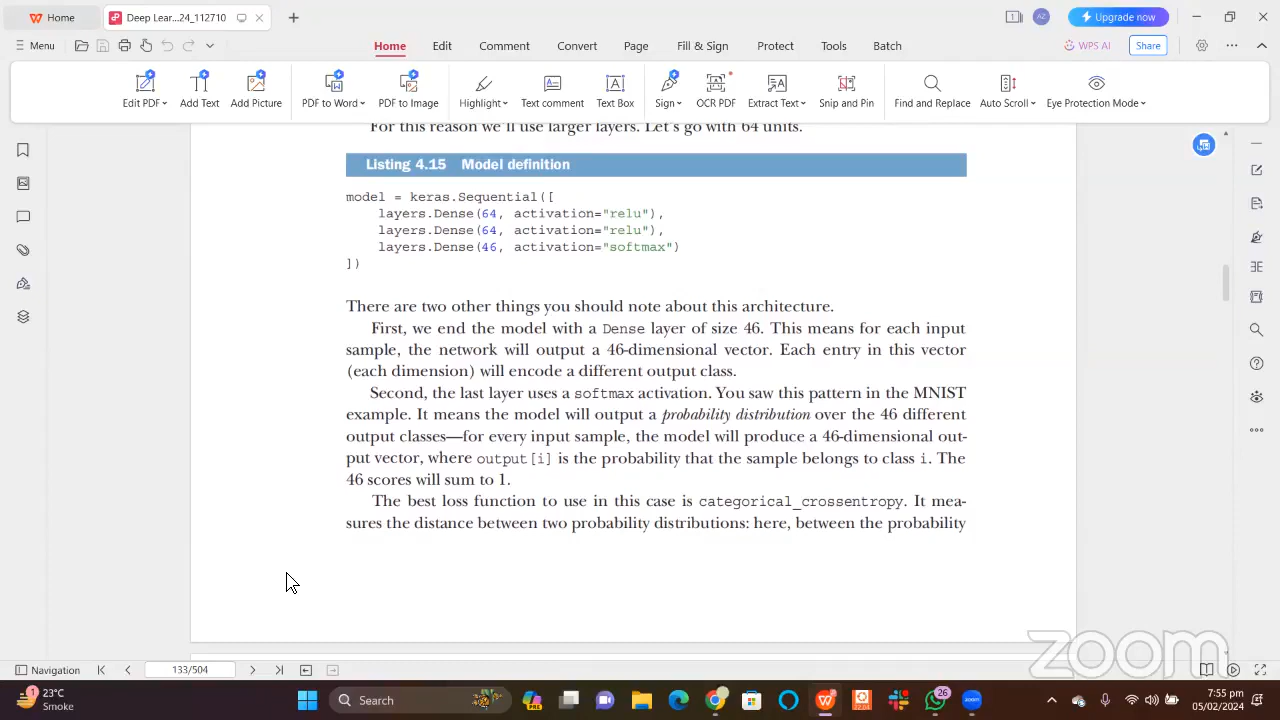 Home
Deep Lear...24_112710
AZ
Upgrade now
Menu
Home
Edit
Comment
Convert
Page
Fill & Sign
Protect
Tools
Batch
WPS AI
Share
Edit PDF
Add Text
Add Picture
PDF to Word
PDF to Image
Highlight
Text comment
Text Box
Sign
OCR PDF
Extract Text
Snip and Pin
Find and Replace
Auto Scroll
Eye Protection Mode
For this reason we'll use larger layers. Let's go with 64 units.
Listing 4.15 Model definition
model = keras.Sequential([
layers.Dense(64, activation="relu"),
layers.Dense(64, activation="relu"),
layers.Dense(46, activation="softmax")
])
There are two other things you should note about this architecture.
First, we end the model with a Dense layer of size 46. This means for each input
sample, the network will output a 46-dimensional vector. Each entry in this vector
(each dimension) will encode a different output class.
Second, the last layer uses a softmax activation. You saw this pattern in the MNIST
example. It means the model will output a probability distribution over the 46 different
output classes—for every input sample, the model will produce a 46-dimensional out-
put vector, where output[i] is the probability that the sample belongs to class i. The
46 scores will sum to 1.
The best loss function to use in this case is categorical_crossentropy. It mea-
sures the distance between two probability distributions: here, between the probability
zoom
Navigation
133/504
1
23°C
Smoke
Search
26
7:55 pm
05/02/2024